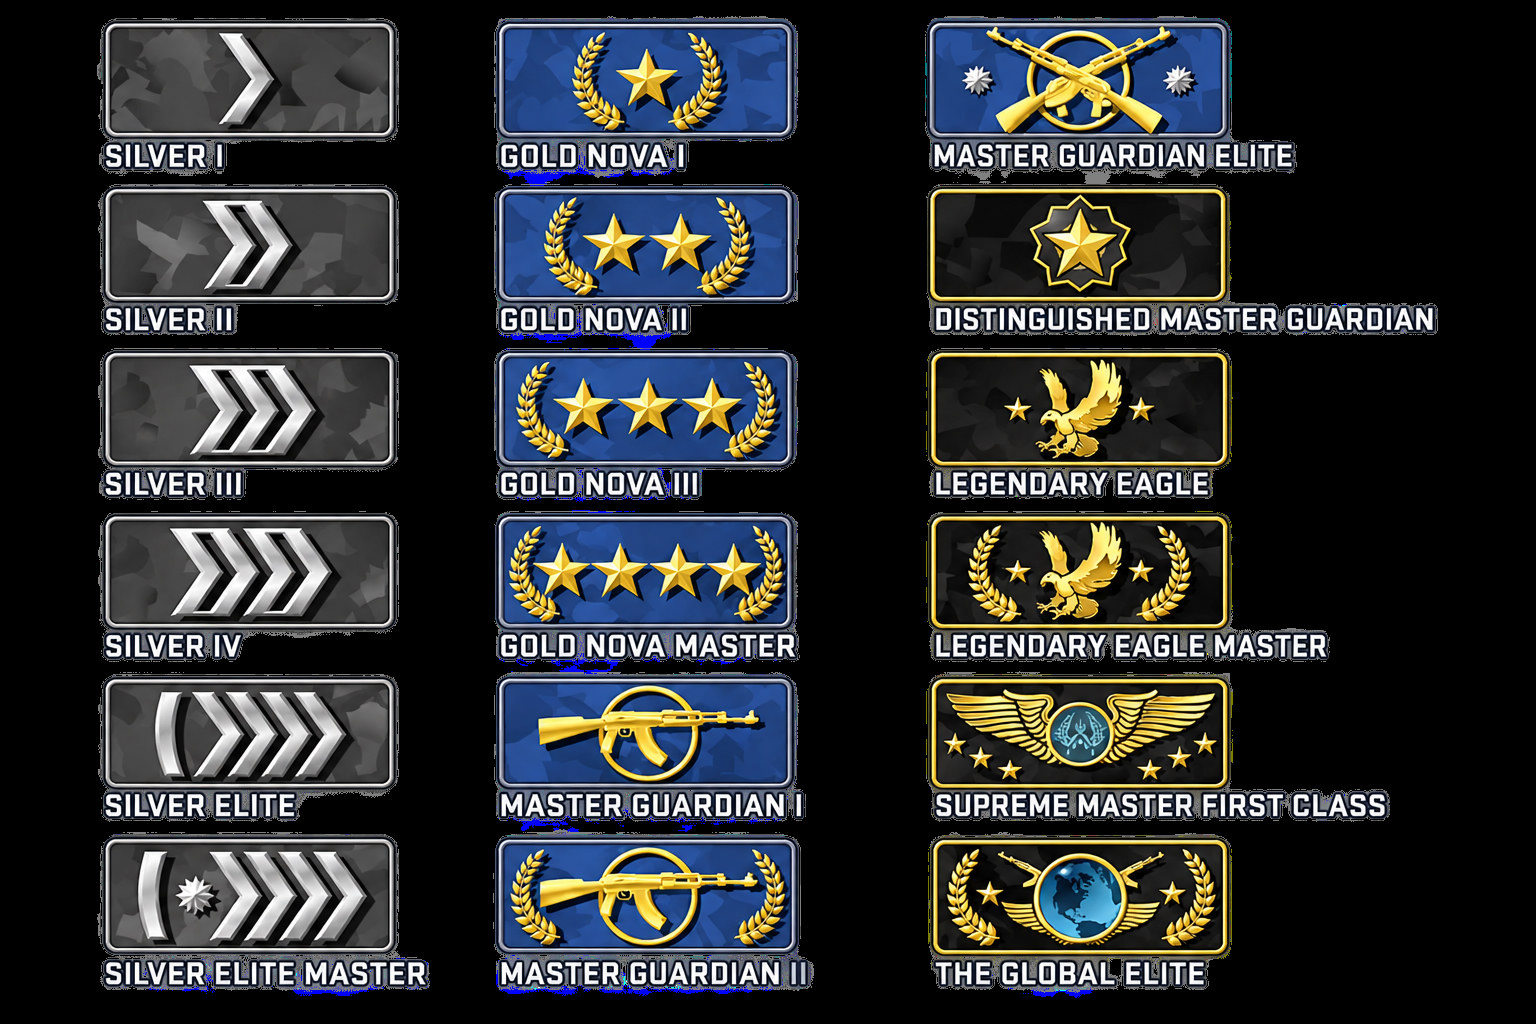 SILVER I
SILVER II
SILVER III
SILVER IV
SILVER ELITE
SILVER ELITE MASTER
GOLD NOVA I
GOLD NOVA II
GOLD NOVA III
GOLD NOVA MASTER
MASTER GUARDIAN I
MASTER GUARDIAN II
MASTER GUARDIAN ELITE
DISTINGUISHED MASTER GUARDIAN
LEGENDARY EAGLE
LEGENDARY EAGLE MASTER
SUPREME MASTER FIRST CLASS
THE GLOBAL ELITE